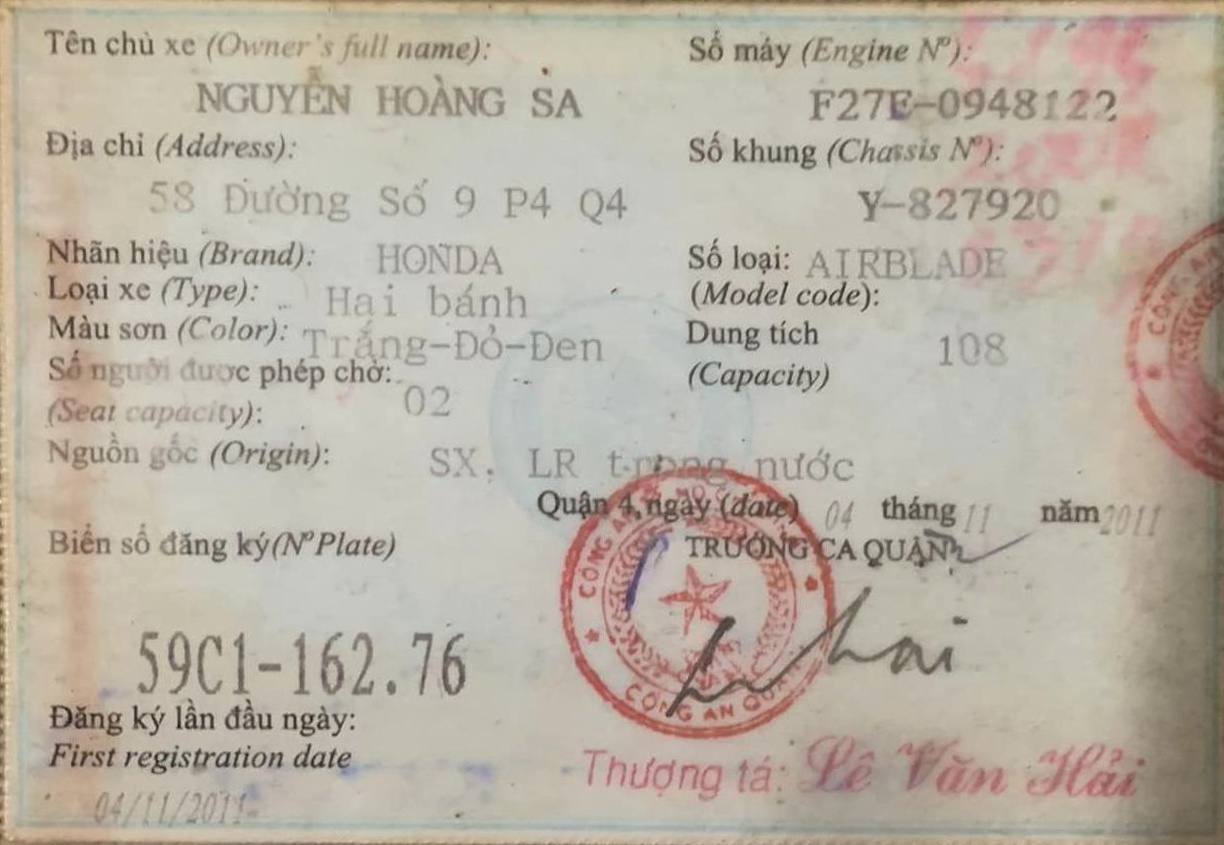 Tên chủ xe (Owner's full name):
NGUYỄN HOÀNG SA
Số máy (Engine Nº):
F27E-0948122
Địa chỉ (Address):
58 Đường Số 9 P4 Q4
Số khung (Chassis Nº):
Y-827920
Nhãn hiệu (Brand): HONDA
Số loại: AIRBLADE
(Model code):
Loại xe (Type): Hai bánh
Màu sơn (Color): Trắng-Đỏ-Đen
Dung tích 108
(Capacity)
Số người được phép chở: 02
(Seat capacity):
Nguồn gốc (Origin): SX, LR trong nước
Quận 4, ngày (date) 04 tháng 11 năm 2011
TRƯỞNG CA QUẬN
Biển số đăng ký(NºPlate)
59C1-162.76
CÔNG AN QUẬN
Đăng ký lần đầu ngày:
First registration date
04/11/2011
Thượng tá: Lê Văn Hải